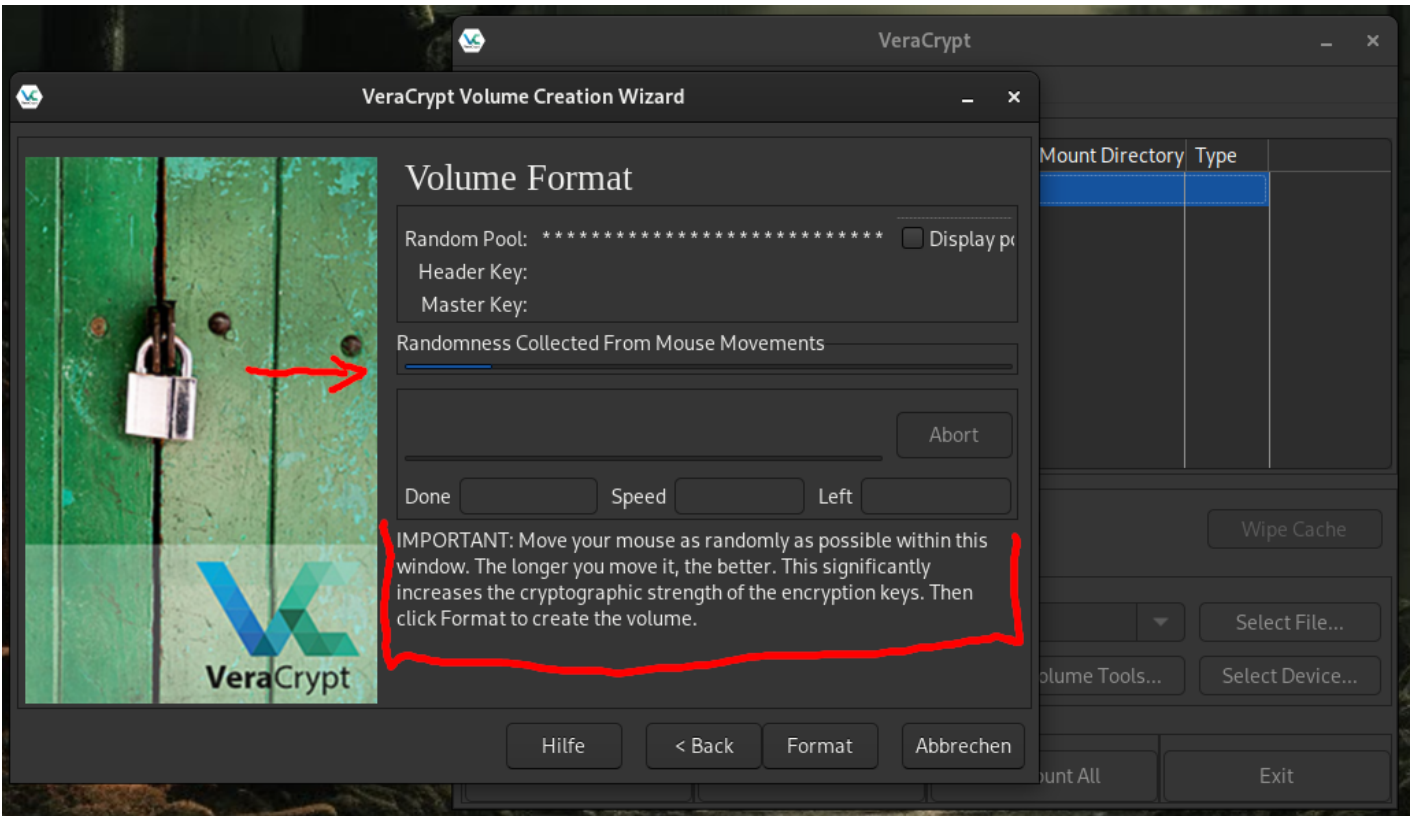 VeraCrypt
VeraCrypt Volume Creation Wizard
Mount Directory Type
Volume Format
Random Pool: * * * * * * * * * * * * * * * * * * * * * * * * * * * *
Header Key:
Master Key:
Display
Randomness Collected From Mouse Movements
Abort
Done Speed Left
IMPORTANT: Move your mouse as randomly as possible within this
window. The longer you move it, the better. This significantly
increases the cryptographic strength of the encryption keys. Then
click Format to create the volume.
VeraCrypt
Hilfe < Back Format Abbrechen
Wipe Cache
Select File...
Tools... Select Device...
All Exit